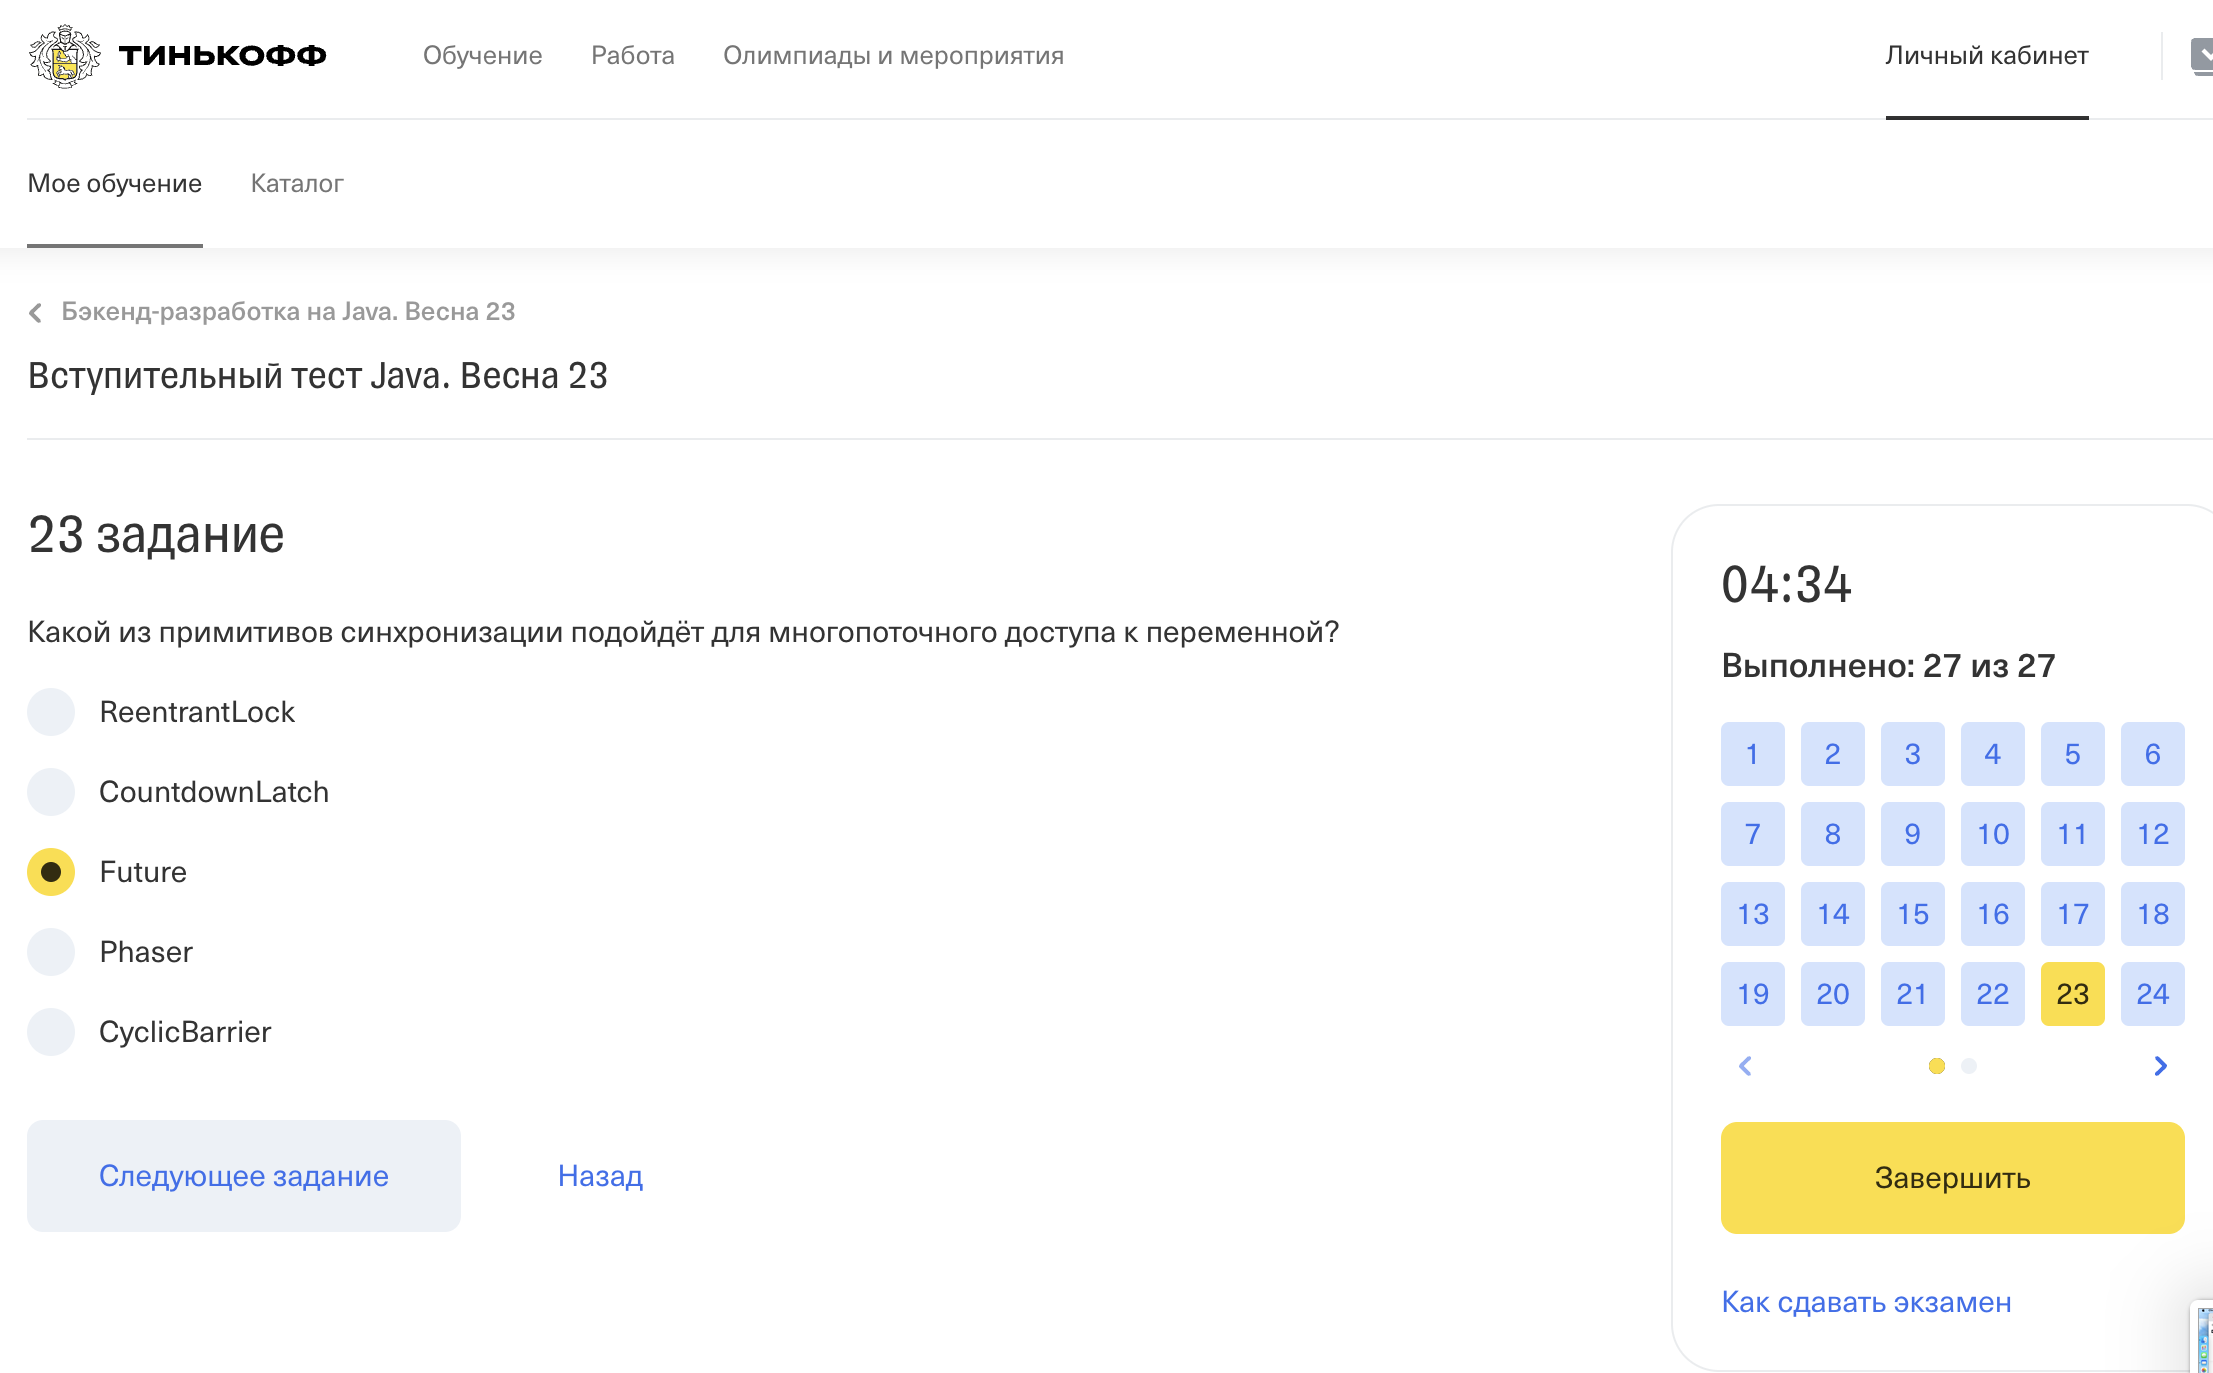 ТИНЬКОФФ Обучение Работа Олимпиады и мероприятия Личный кабинет
Мое обучение Каталог
Бэкенд-разработка на Java. Весна 23
Вступительный тест Java. Весна 23
23 задание
Какой из примитивов синхронизации подойдёт для многопоточного доступа к переменной?
ReentrantLock
CountdownLatch
Future
Phaser
CyclicBarrier
Следующее задание Назад
04:34
Выполнено: 27 из 27
1 2 3 4 5 6
7 8 9 10 11 12
13 14 15 16 17 18
19 20 21 22 23 24
Завершить
Как сдавать экзамен